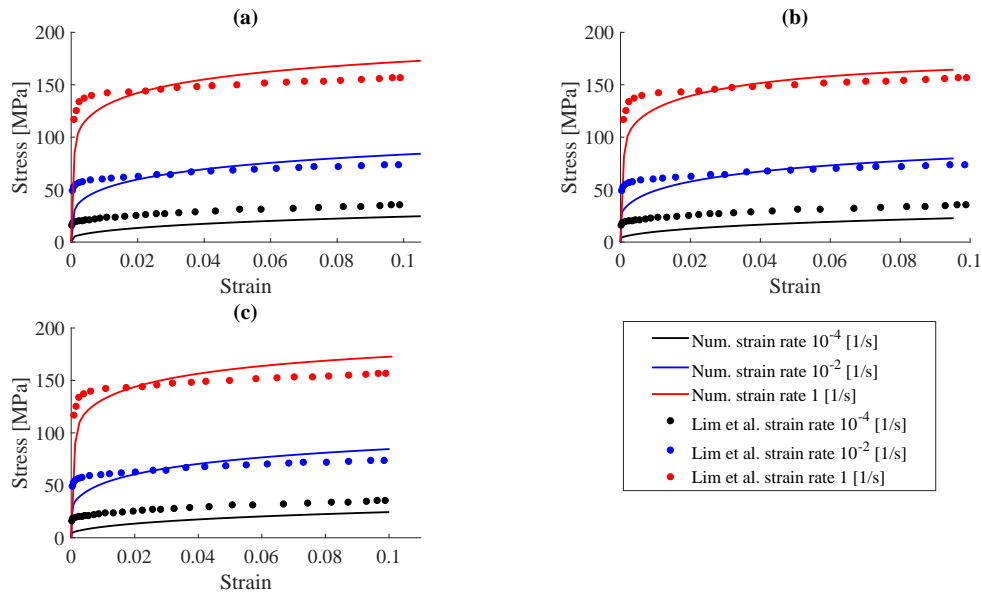 (a)
Stress [MPa]
200
150
100
50
0
0 0.02 0.04 0.06 0.08 0.1
Strain
(b)
Stress [MPa]
200
150
100
50
0
0 0.02 0.04 0.06 0.08 0.1
Strain
(c)
Stress [MPa]
200
150
100
50
0
0 0.02 0.04 0.06 0.08 0.1
Strain
Num. strain rate 10⁻⁴ [1/s]
Num. strain rate 10⁻² [1/s]
Num. strain rate 1 [1/s]
Lim et al. strain rate 10⁻⁴ [1/s]
Lim et al. strain rate 10⁻² [1/s]
Lim et al. strain rate 1 [1/s]